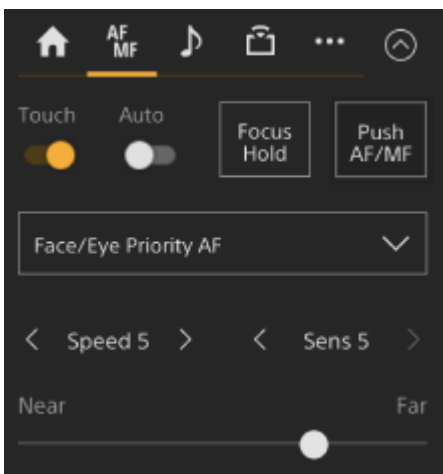 AF
MF
Touch
Auto
Focus
Hold
Push
AF/MF
Face/Eye Priority AF
Speed 5
Sens 5
Near
Far